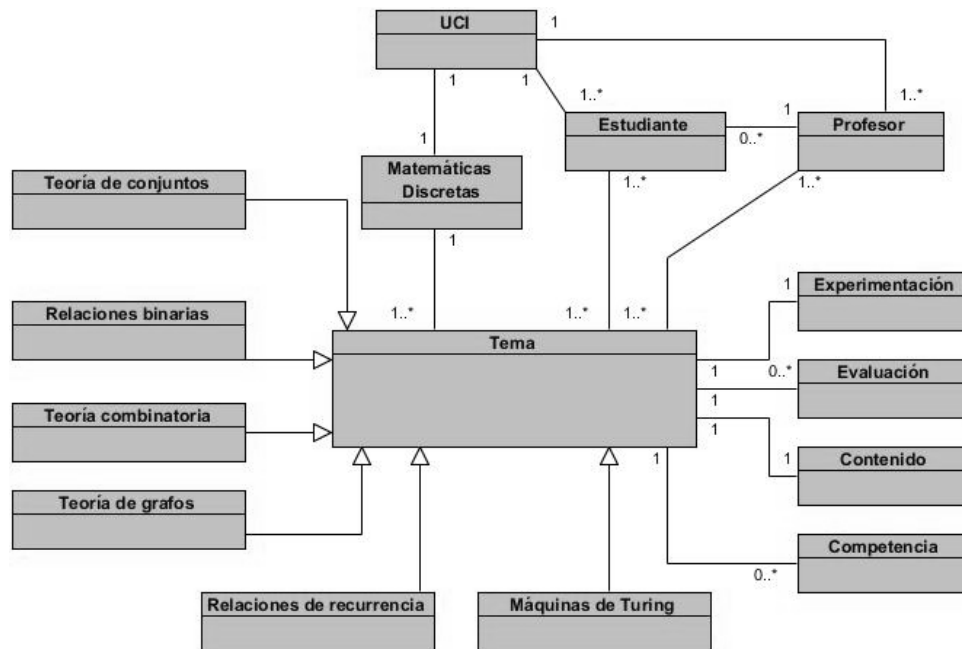 UCI
1
1
1
1..*
1..*
Estudiante
1
0..*
Profesor
1
Matemáticas
Discretas
Teoría de conjuntos
1..*
1..*
1
1
Experimentación
Relaciones binarias
1..*
1..*
1..*
Tema
1
0..*
Evaluación
1
Teoría combinatoria
1
1
Contenido
1
Teoría de grafos
Competencia
0..*
Relaciones de recurrencia
Máquinas de Turing